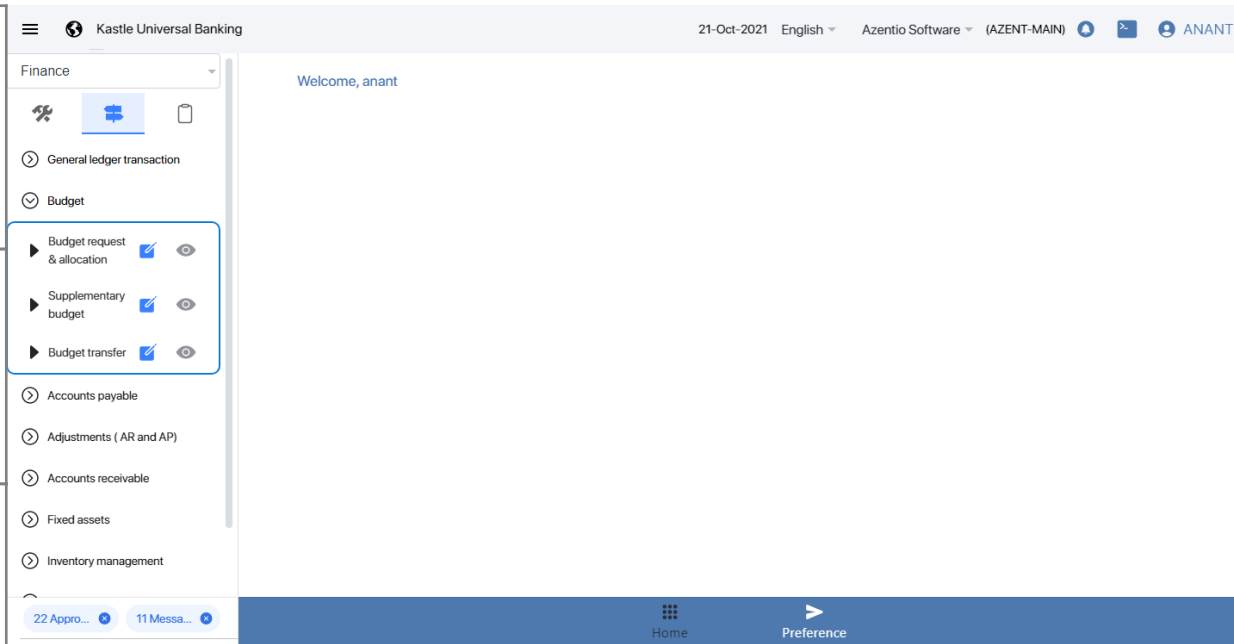 Kastle Universal Banking
21-Oct-2021 English Azentio Software (AZENT-MAIN) ANANT
Finance
Welcome, anant
General ledger transaction
Budget
Budget request
& allocation
Supplementary
budget
Budget transfer
Accounts payable
Adjustments ( AR and AP)
Accounts receivable
Fixed assets
Inventory management
22 Appro... 11 Messa...
Home Preference